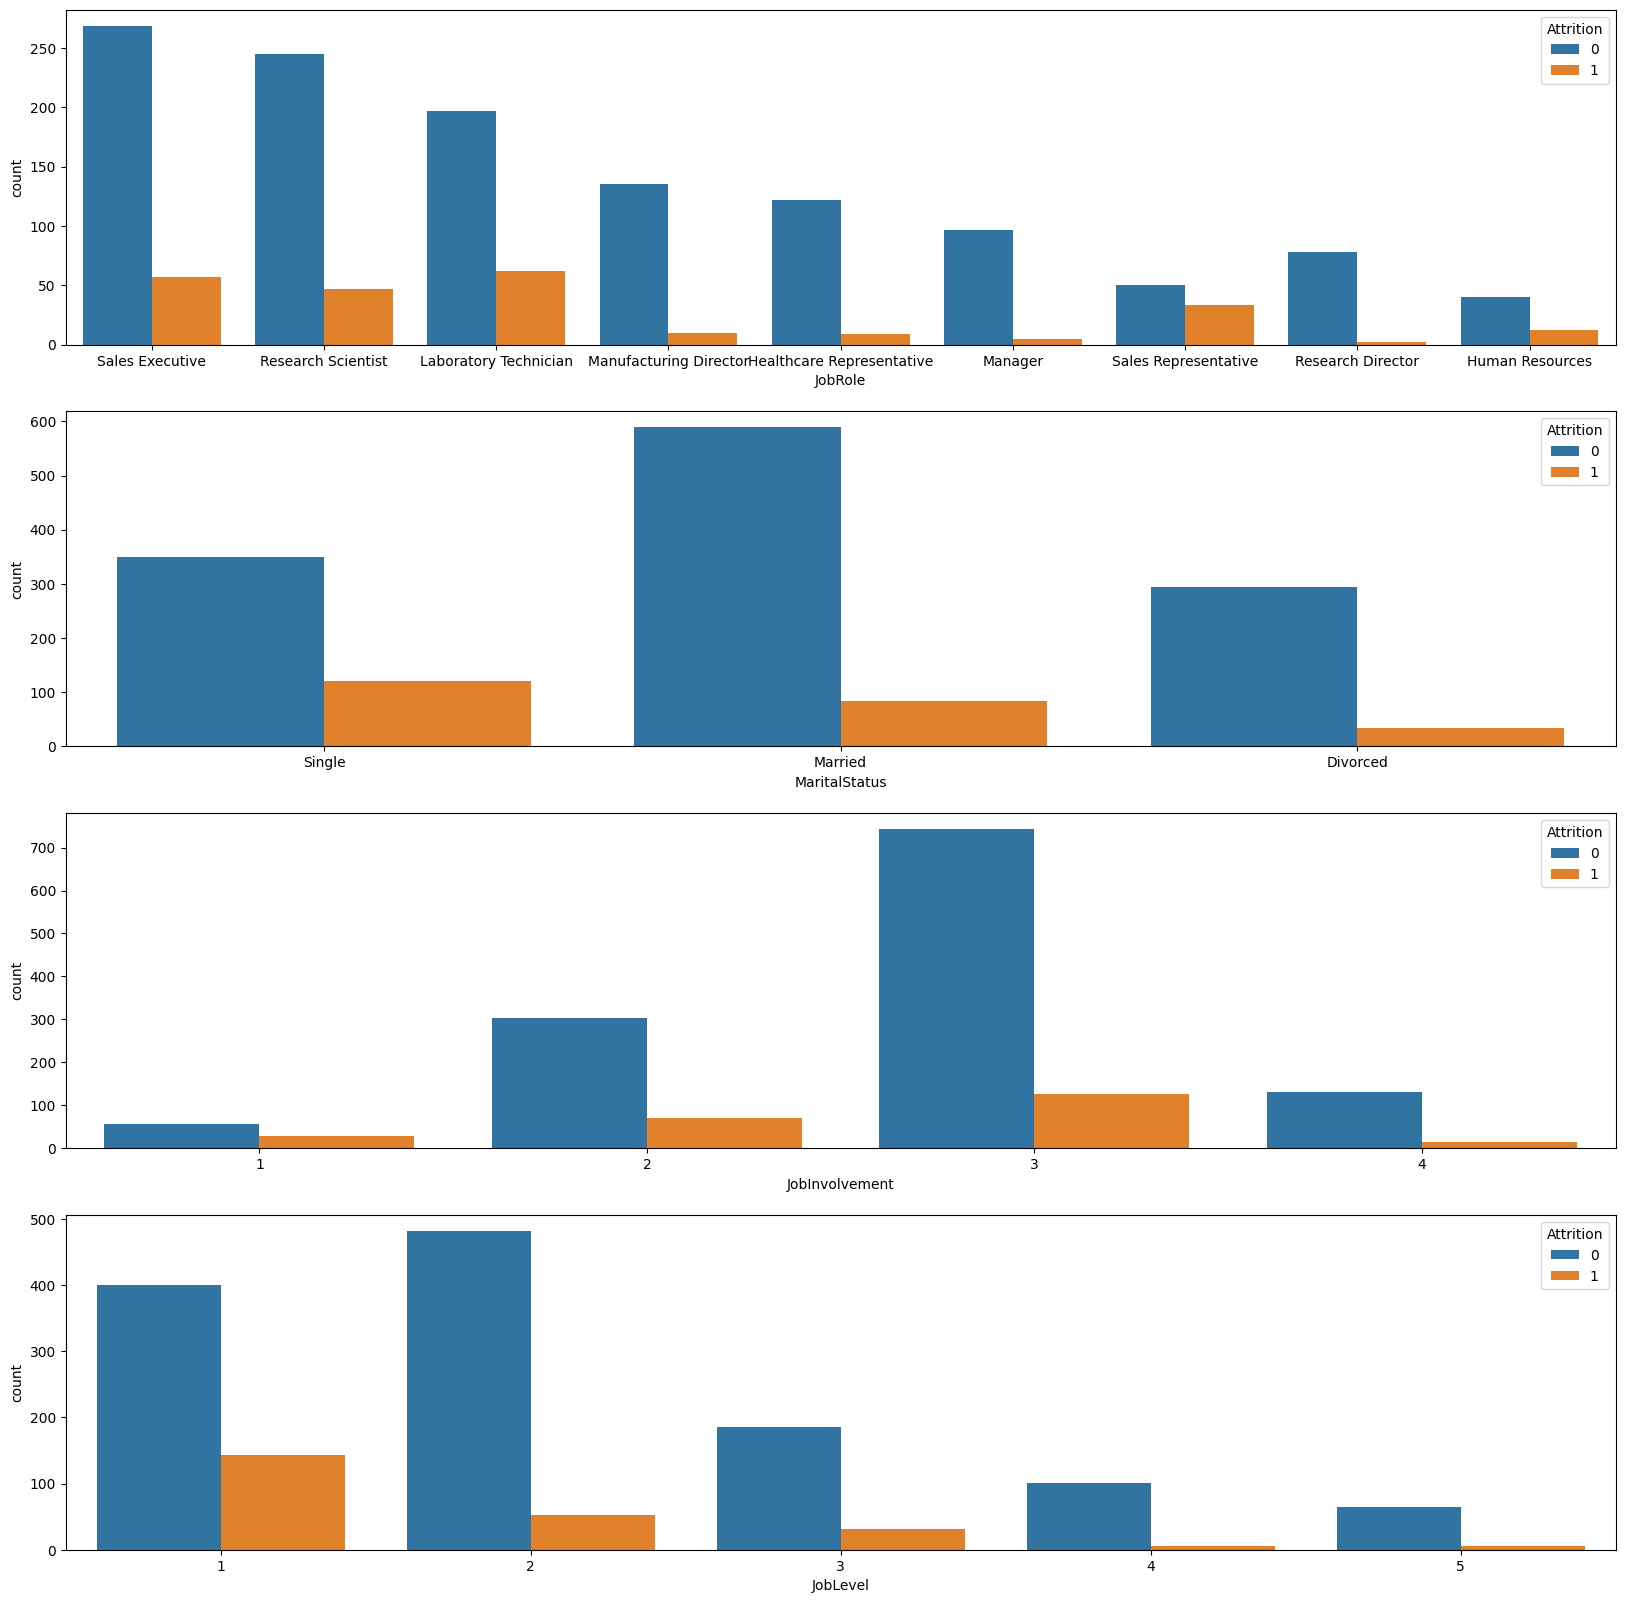 Attrition
0
1
250
200
150
100
50
0
count
Sales Executive Research Scientist Laboratory Technician Manufacturing Director Healthcare Representative Manager Sales Representative Research Director Human Resources
JobRole
Attrition
0
1
600
500
400
300
200
100
0
count
Single Married Divorced
MaritalStatus
Attrition
0
1
700
600
500
400
300
200
100
0
count
1 2 3 4
JobInvolvement
Attrition
0
1
500
400
300
200
100
0
count
1 2 3 4 5
JobLevel